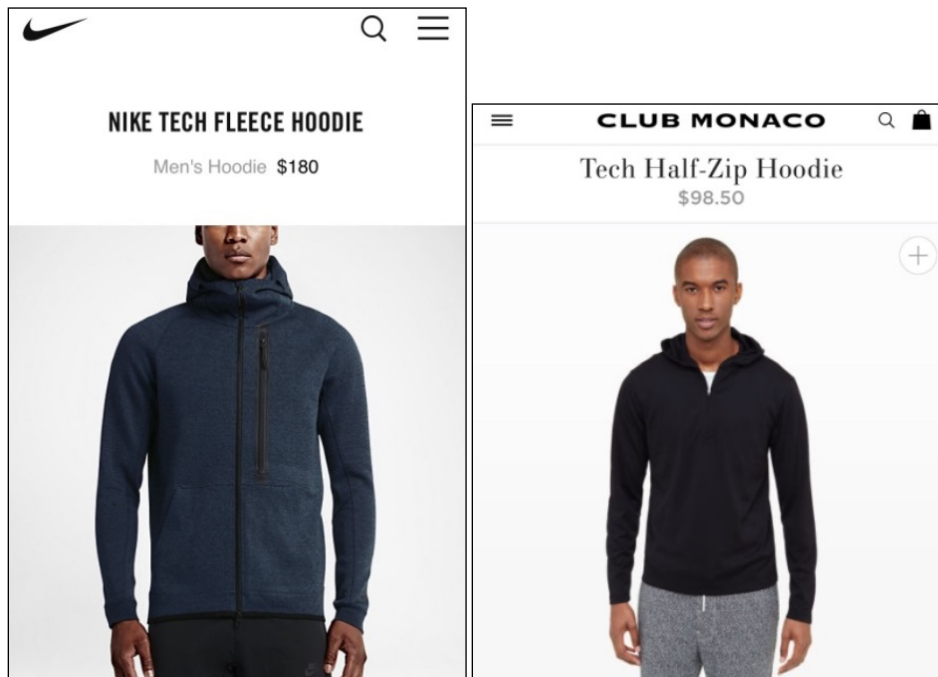 NIKE TECH FLEECE HOODIE
Men's Hoodie $180
CLUB MONACO
Tech Half-Zip Hoodie
$98.50